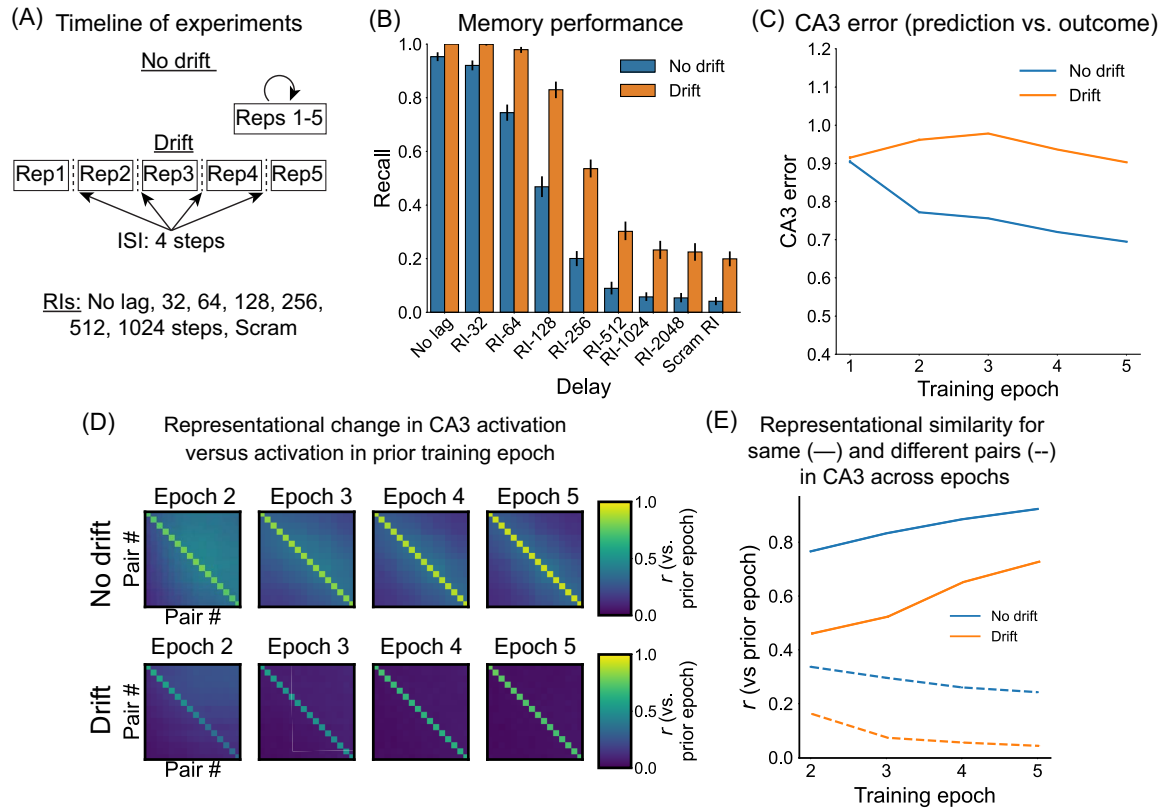 (A) Timeline of experiments
No drift
Reps 1-5
Drift
Rep1 Rep2 Rep3 Rep4 Rep5
ISI: 4 steps
RIs: No lag, 32, 64, 128, 256,
512, 1024 steps, Scram
(B) Memory performance
No drift
Drift
Recall
1.0
0.8
0.6
0.4
0.2
0.0
No lag RI-32 RI-64 RI-128 RI-256 RI-512 RI-1024 RI-2048 Scram RI
Delay
(C) CA3 error (prediction vs. outcome)
No drift
Drift
CA3 error
1.2
1.1
1.0
0.9
0.8
0.7
0.6
0.5
0.4
1 2 3 4 5
Training epoch
(D) Representational change in CA3 activation
versus activation in prior training epoch
Epoch 2 Epoch 3 Epoch 4 Epoch 5
No drift
Pair #
Pair #
1.0
0.5
0.0
r (vs.
prior epoch)
Epoch 2 Epoch 3 Epoch 4 Epoch 5
Drift
Pair #
Pair #
1.0
0.5
0.0
r (vs.
prior epoch)
(E) Representational similarity for
same (—) and different pairs (--)
in CA3 across epochs
r (vs prior epoch)
0.8
0.6
0.4
0.2
0.0
No drift
Drift
2 3 4 5
Training epoch